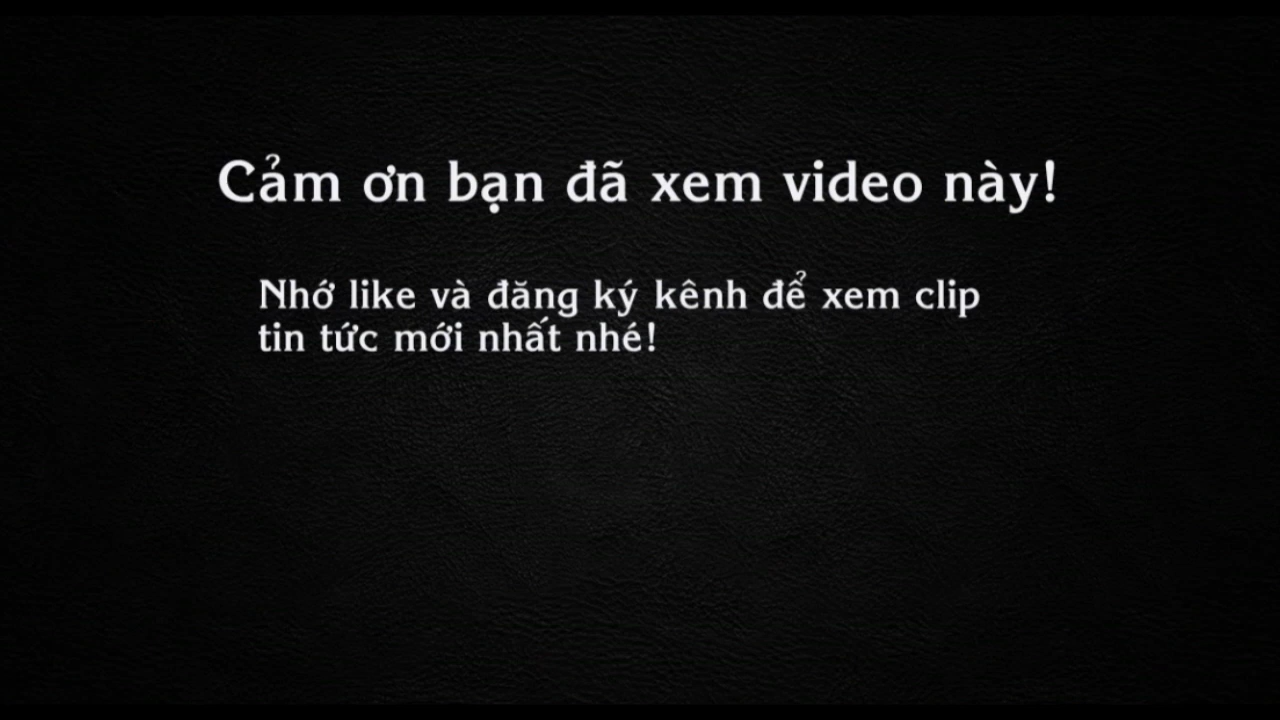 Cảm ơn bạn đã xem video này!
Nhớ like và đăng ký kênh để xem clip
tin tức mới nhất nhé!